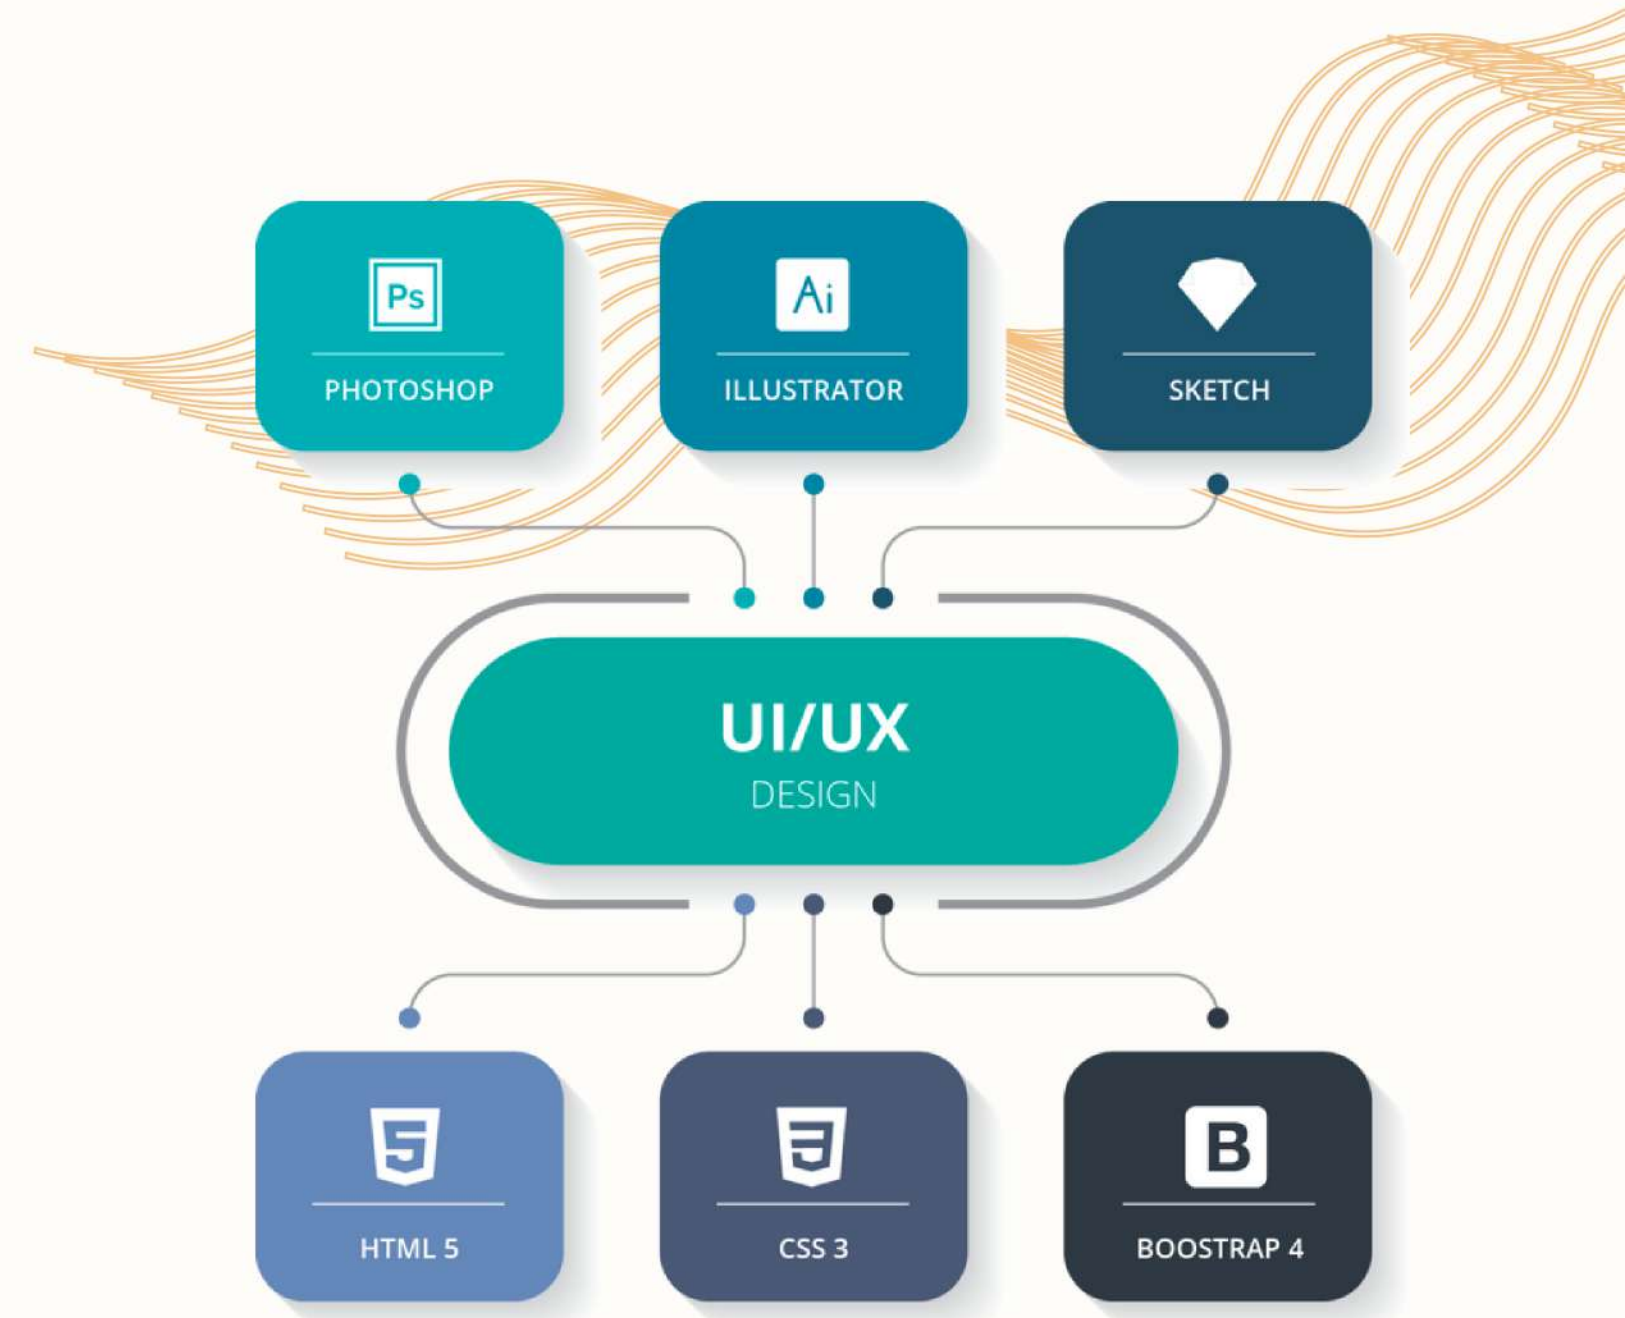 Ps
Ai
PHOTOSHOP
ILLUSTRATOR
SKETCH
UI/UX
DESIGN
5
3
B
HTML 5
CSS 3
BOOSTRAP 4